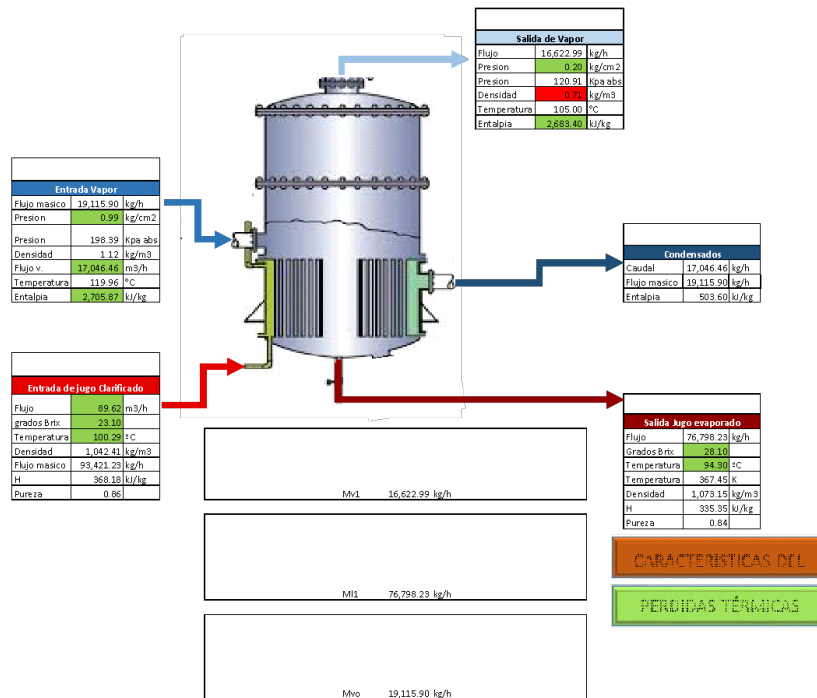 Salida de Vapor
Flujo 16,622.99 kg/h
Presion 0.20 kg/cm2
Presion 120.91 Kpa abs
Densidad 0.71 kg/m3
Temperatura 105.00 °C
Entalpia 2,683.40 kJ/kg
Entrada Vapor
Flujo masico 19,115.90 kg/h
Presion 0.99 kg/cm2
Presion 198.39 Kpa abs
Densidad 1.12 kg/m3
Flujo v. 17,046.46 m3/h
Temperatura 119.96 °C
Entalpia 2,705.87 kJ/kg
Condensados
Caudal 17,046.46 kg/h
Flujo masico 19,115.90 kg/h
Entalpia 503.60 kJ/kg
Entrada de jugo Clarificado
Flujo 89.62 m3/h
grados Brix 23.10
Temperatura 100.29 ºC
Densidad 1,042.41 kg/m3
Flujo masico 93,421.23 kg/h
H 368.18 kJ/kg
Pureza 0.86
Salida Jugo evaporado
Flujo 76,798.23 kg/h
Grados Brix 28.10
Temperatura 94.30 ºC
Temperatura 367.45 K
Densidad 1,073.15 kg/m3
H 335.35 kJ/kg
Pureza 0.84
Mv1 16,622.99 kg/h
Ml1 76,798.23 kg/h
Mvo 19,115.90 kg/h
CARACTERISTICAS DEL
PERDIDAS TÉRMICAS